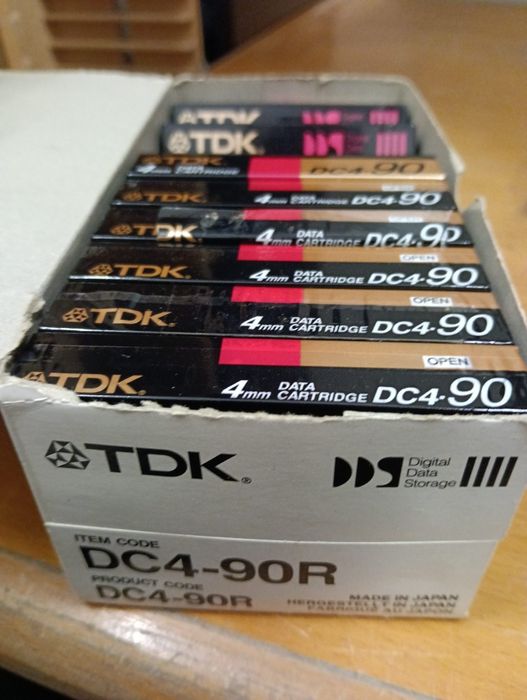 TDK
TDK DDS
TDK DC4-90
4mm DATA CARTRIDGE
4mm DATA CARTRIDGE DC4-90
TDK 4mm DATA CARTRIDGE DC4-90
OPEN
TDK 4mm DATA CARTRIDGE DC4-90
OPEN
TDK 4mm DATA CARTRIDGE DC4-90
OPEN
TDK 4mm DATA CARTRIDGE DC4-90
TDK DDS Digital Data Storage
ITEM CODE
DC4-90R
PRODUCT CODE
DC4-90R
MADE IN JAPAN
HERGESTELLT IN JAPAN
FABRIQUE AU JAPON